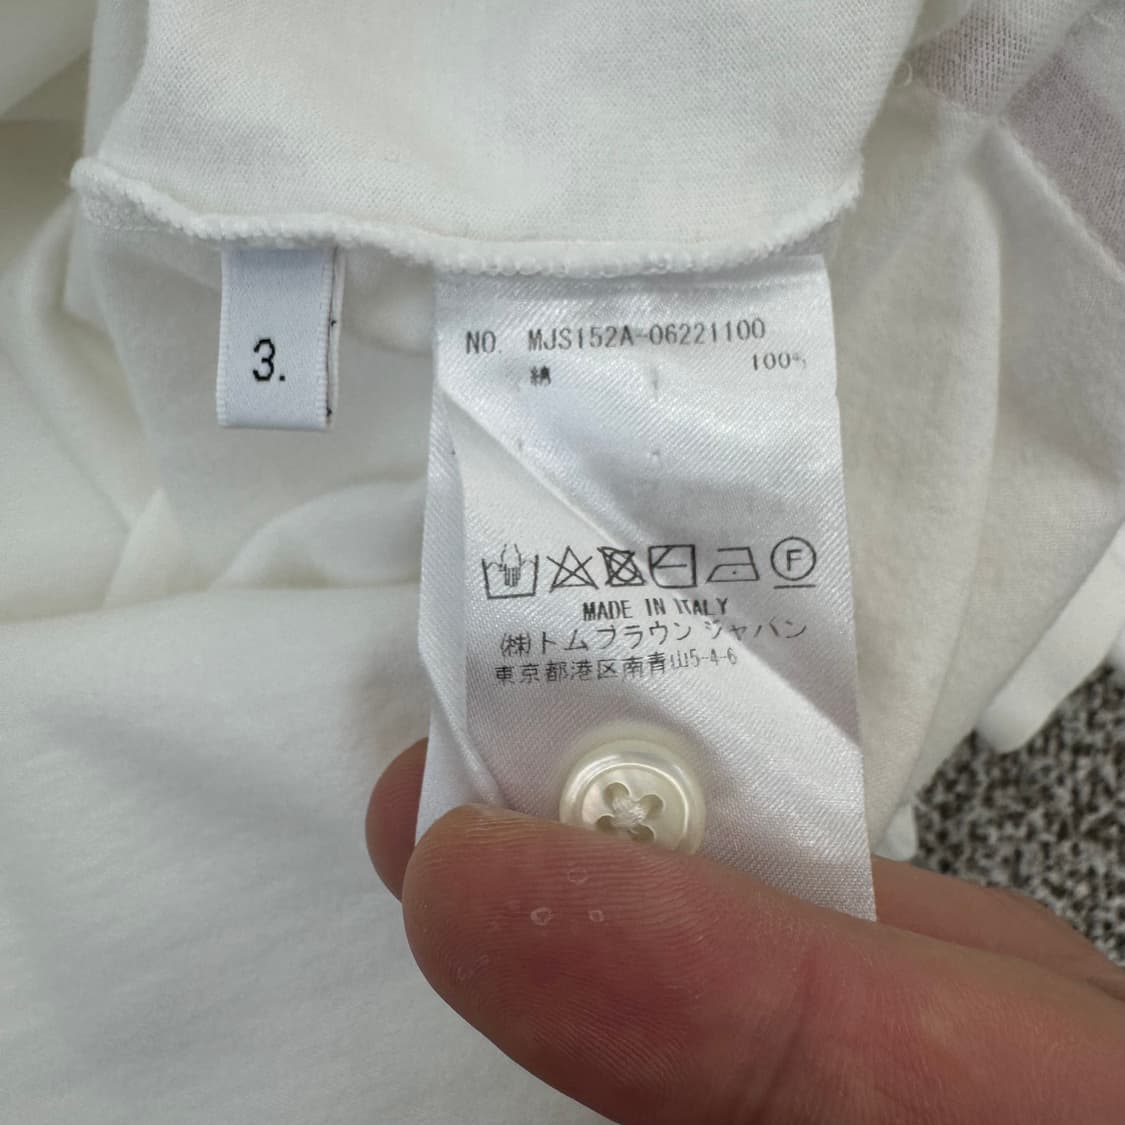 3.
NO. MJS152A-06221100
綿 100%
F
MADE IN ITALY
(株)トムブラウン ジャパン
東京都港区南青山5-4-6